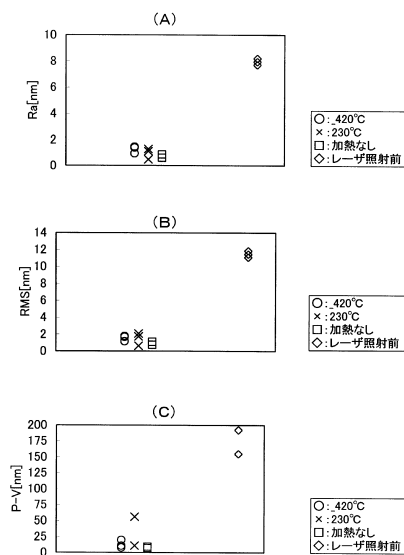 (A)
10
8
6
4
2
0
Ra[nm]
○:_420℃
×:230℃
□:加熱なし
◇:レーザ照射前
(B)
14
12
10
8
6
4
2
0
RMS[nm]
○:_420℃
×:230℃
□:加熱なし
◇:レーザ照射前
(C)
200
175
150
125
100
75
50
25
0
P-V[nm]
○:_420℃
×:230℃
□:加熱なし
◇:レーザ照射前